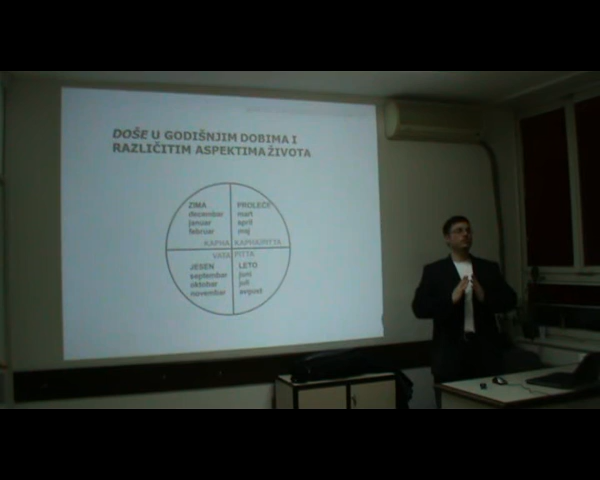 DOŠE U GODIŠNJIM DOBIMA I
RAZLIČITIM ASPEKTIMA ŽIVOTA
ZIMA
decembar
januar
februar
KAPHA
PROLEĆE
mart
april
maj
KAPHA/PITTA
VATA
JESEN
septembar
oktobar
novembar
PITTA
LETO
juni
juli
avgust